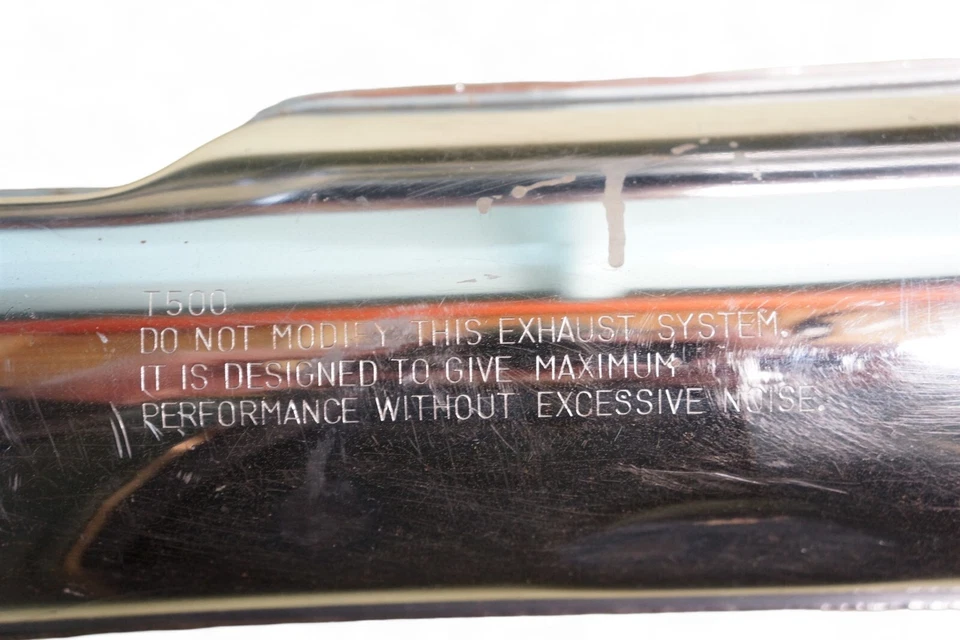 T500
DO NOT MODIFY THIS EXHAUST SYSTEM.
IT IS DESIGNED TO GIVE MAXIMUM
PERFORMANCE WITHOUT EXCESSIVE NOISE.